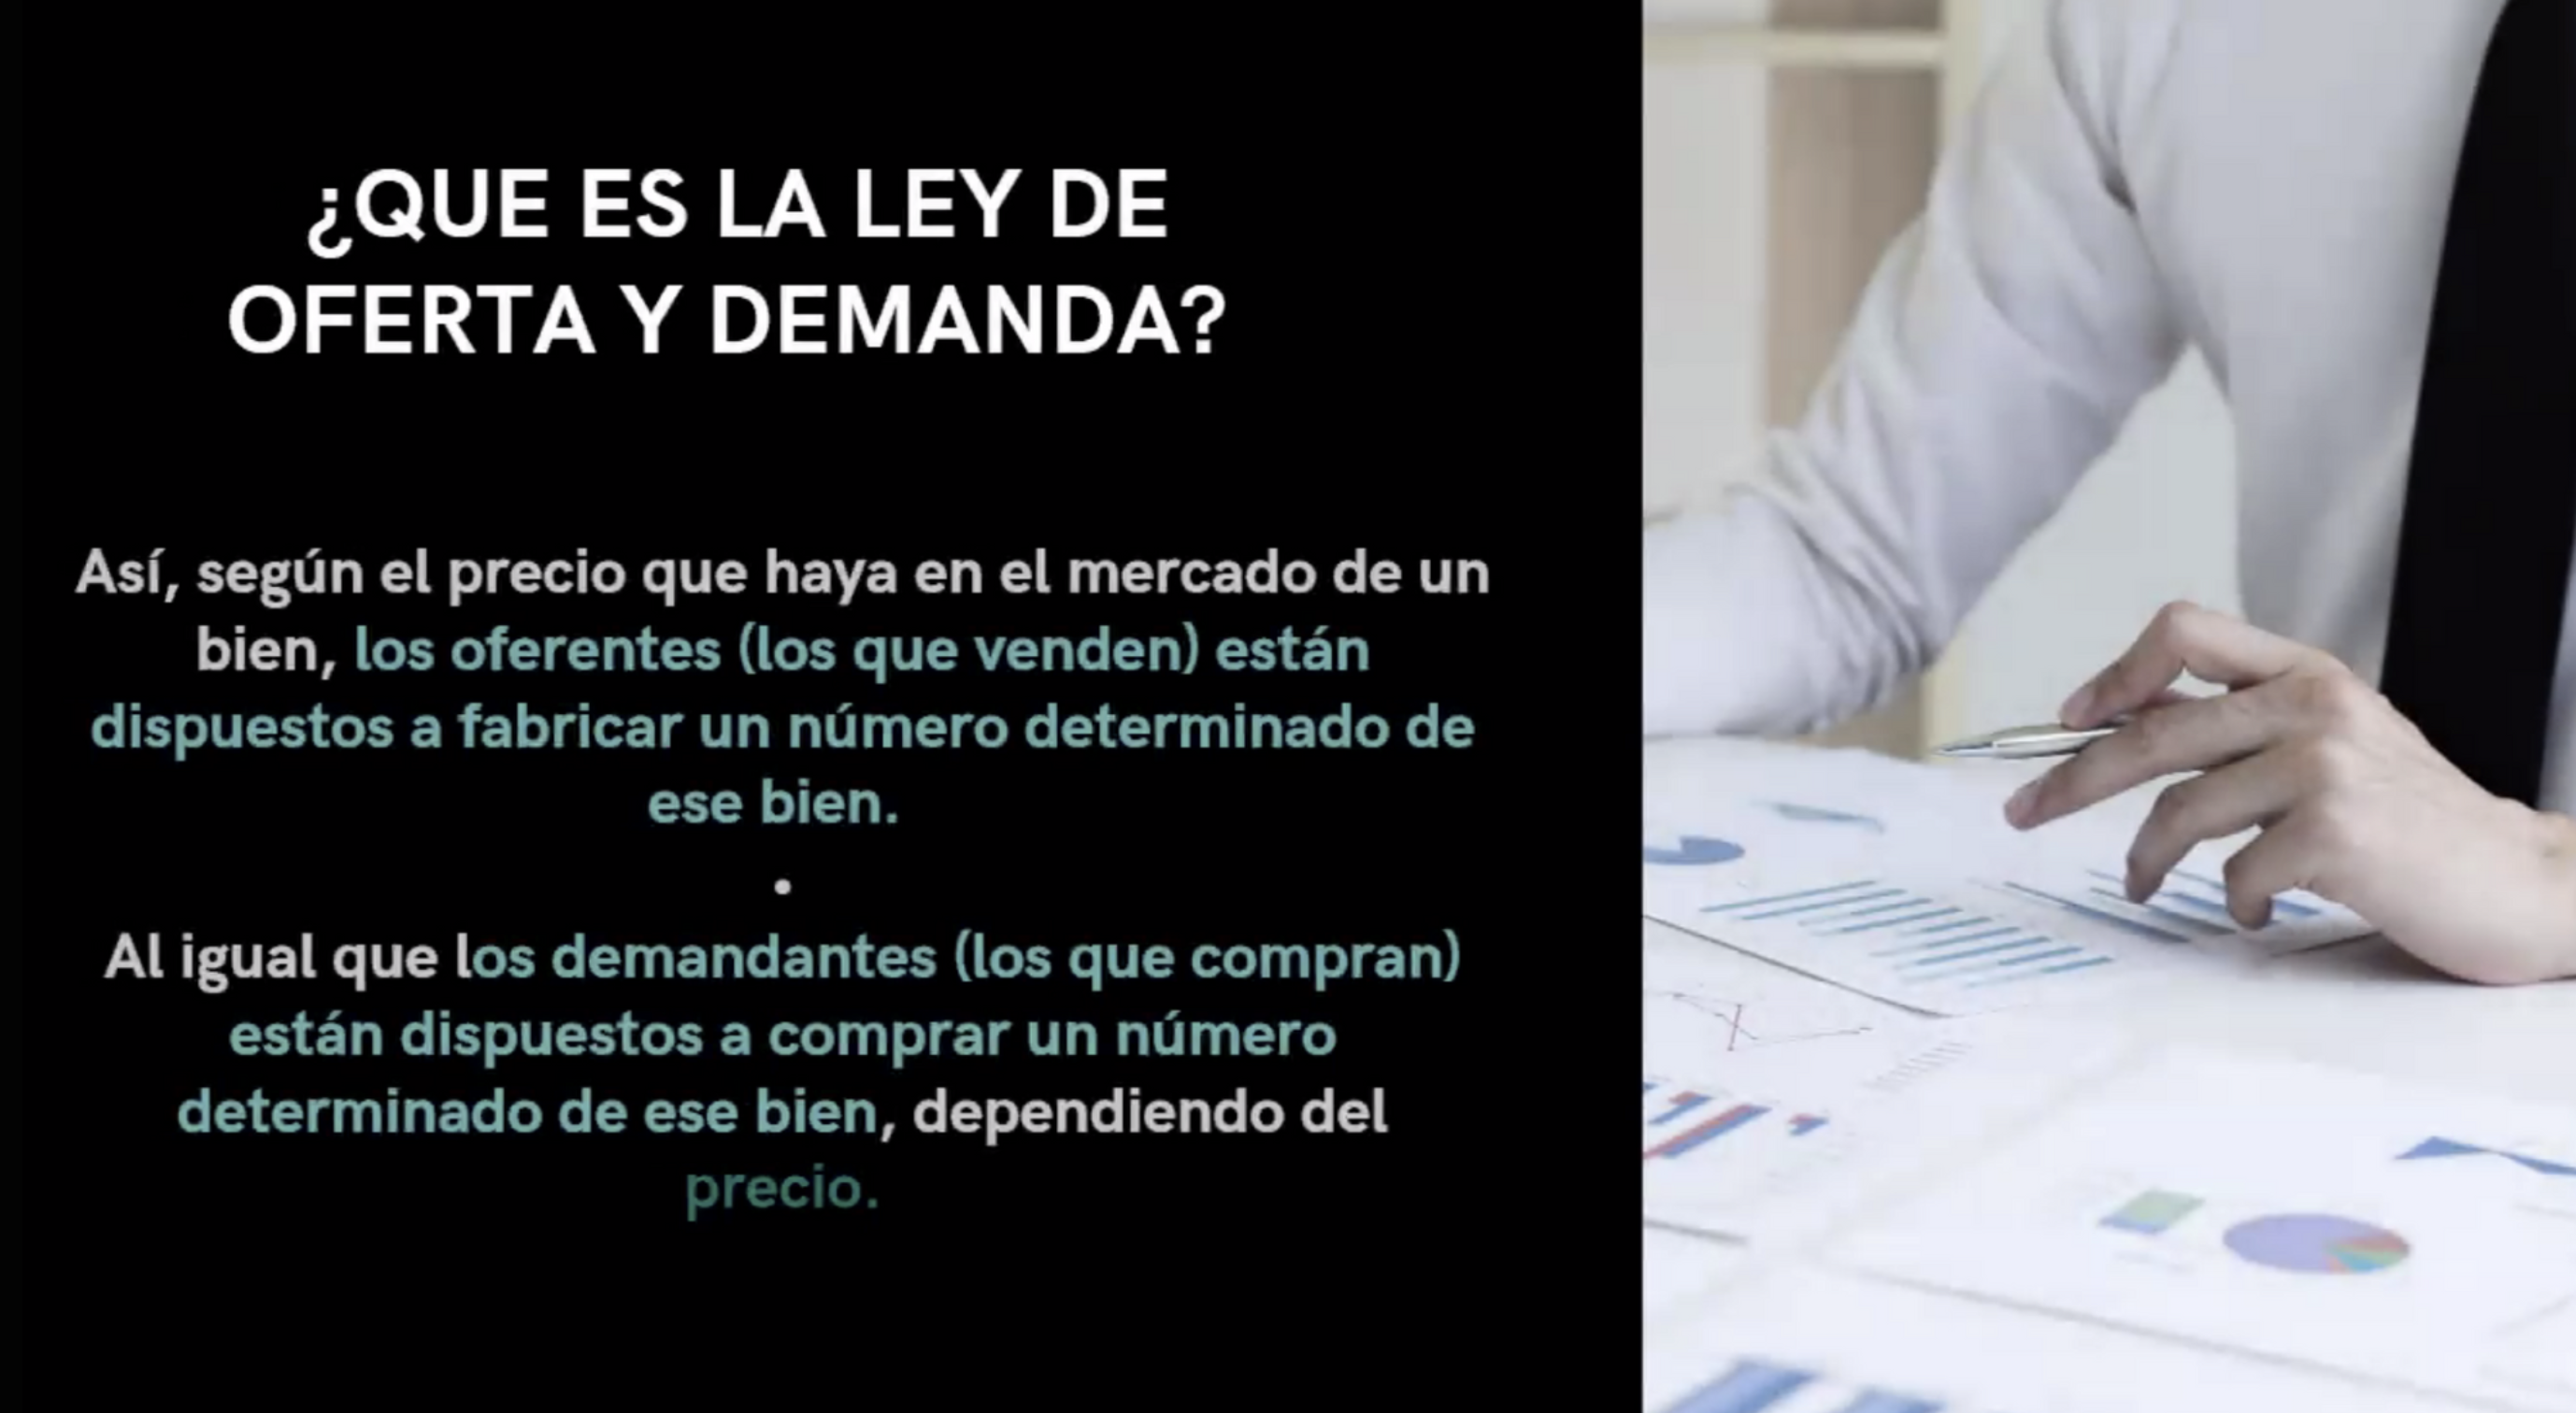 ¿QUE ES LA LEY DE
OFERTA Y DEMANDA?
Así, según el precio que haya en el mercado de un
bien, los oferentes (los que venden) están
dispuestos a fabricar un número determinado de
ese bien.
•
Al igual que los demandantes (los que compran)
están dispuestos a comprar un número
determinado de ese bien, dependiendo del
precio.